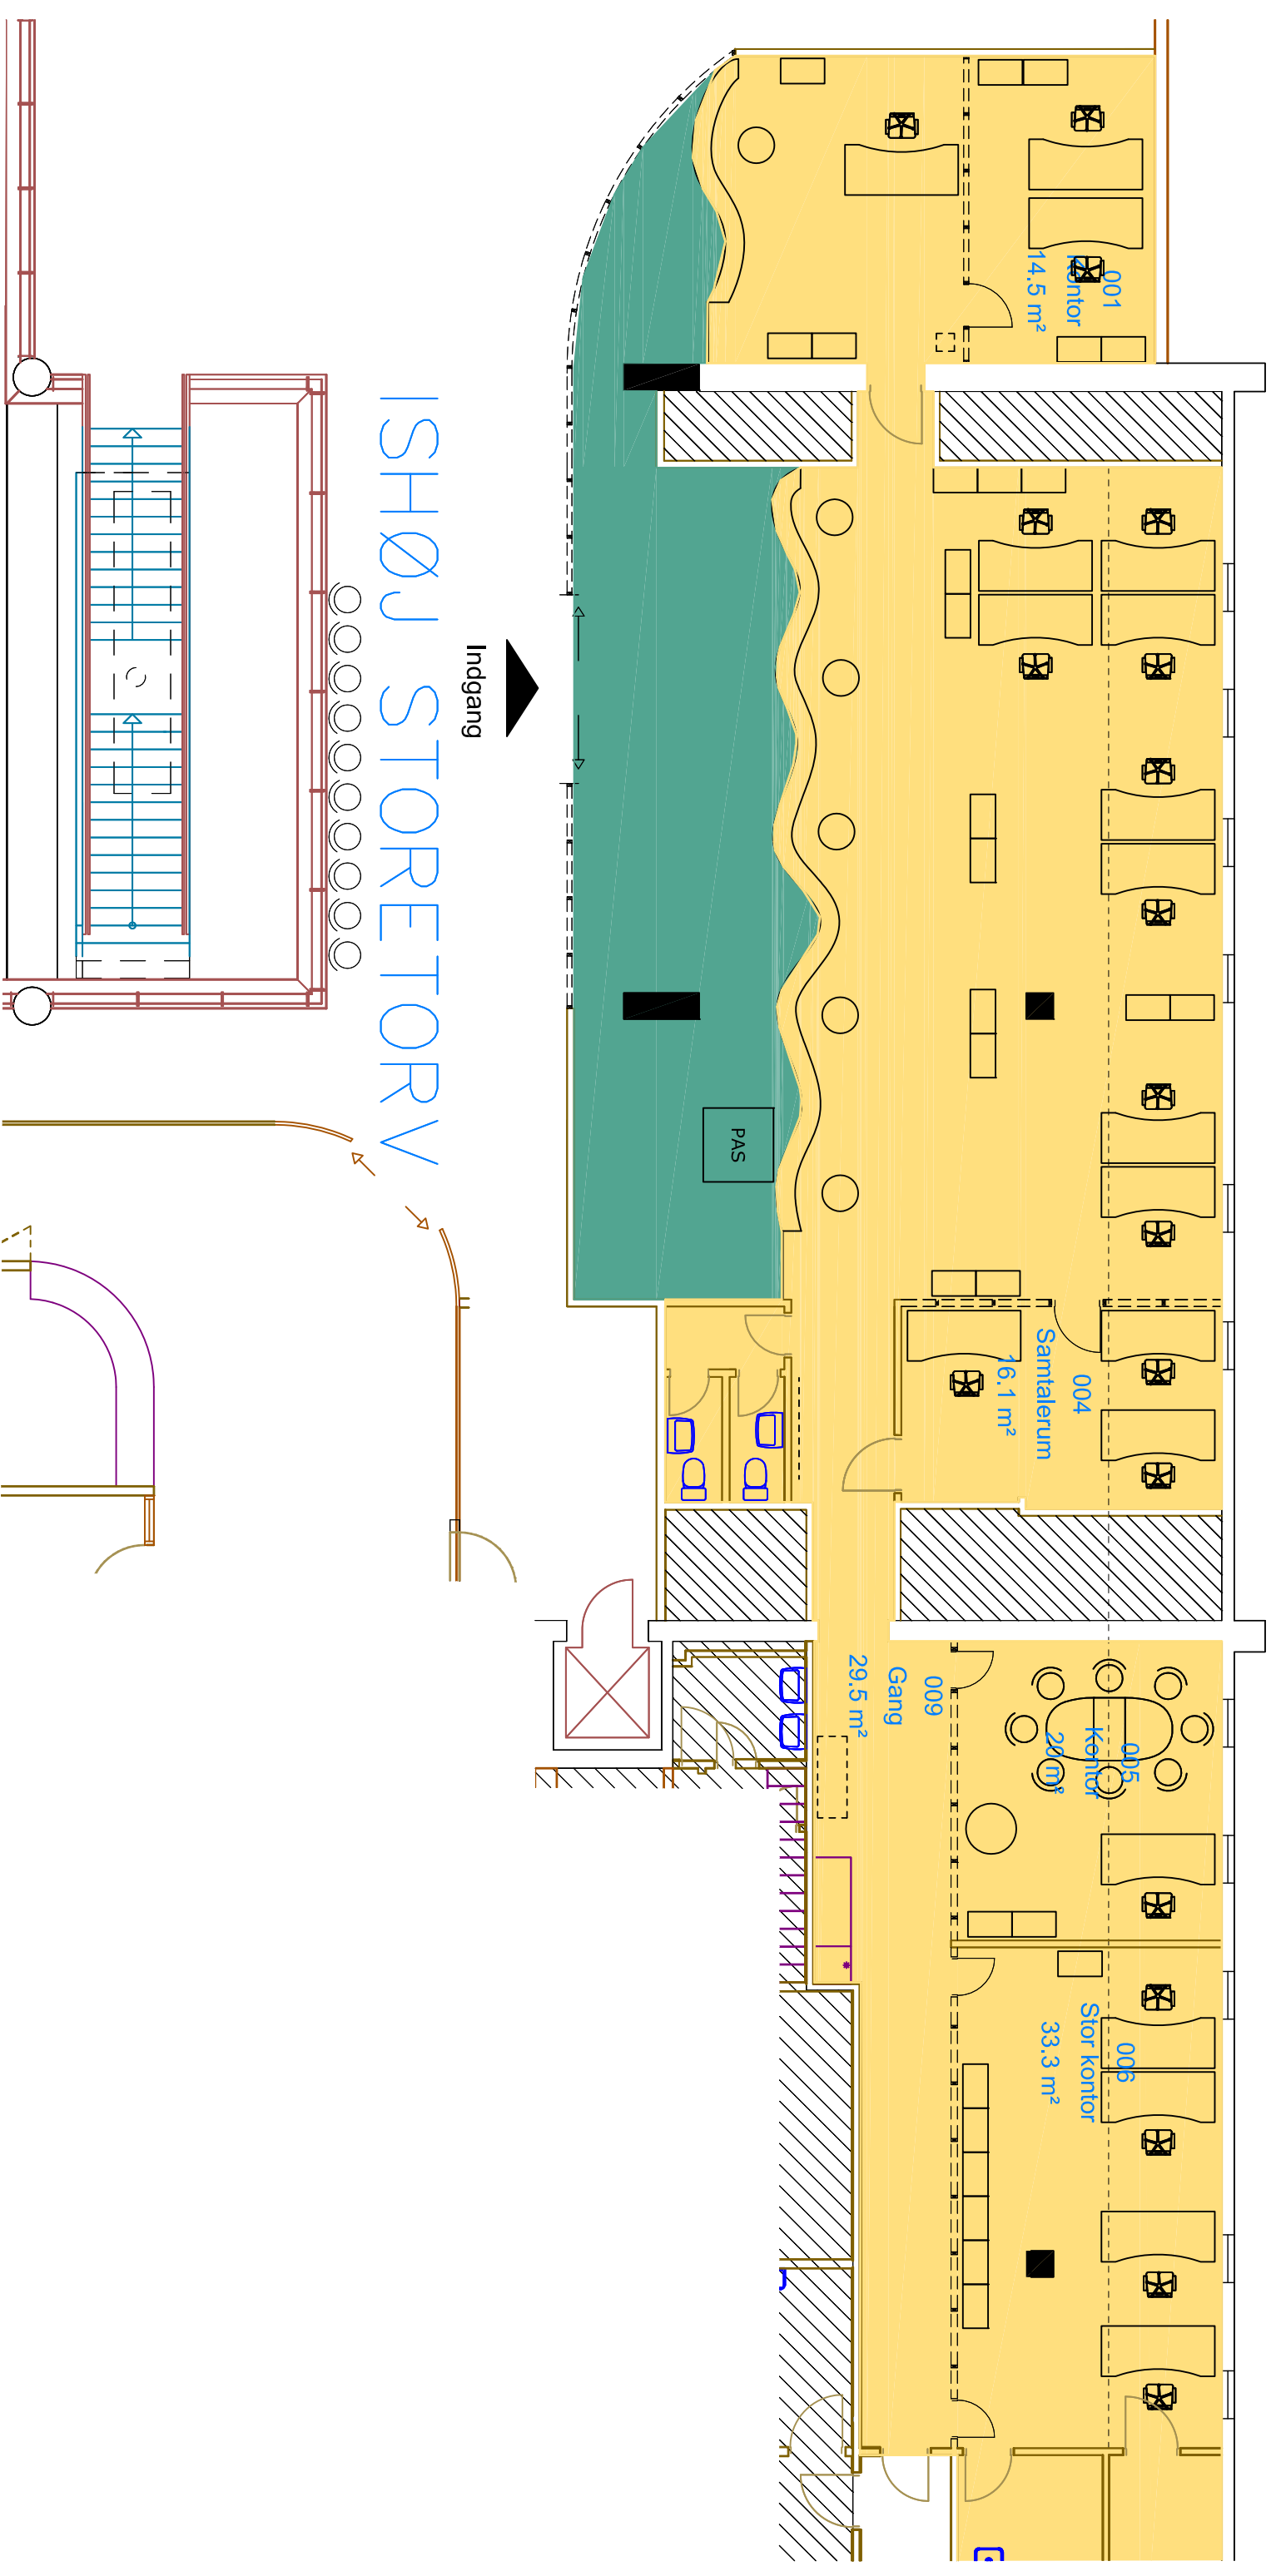 001
Kontor
14.5 m²
ISHØJ STORETORV
Indgang
PAS
004
Samtalerum
16.1 m²
009
Gang
29.5 m²
005
Kontor
20 m²
006
Stor kontor
33.3 m²